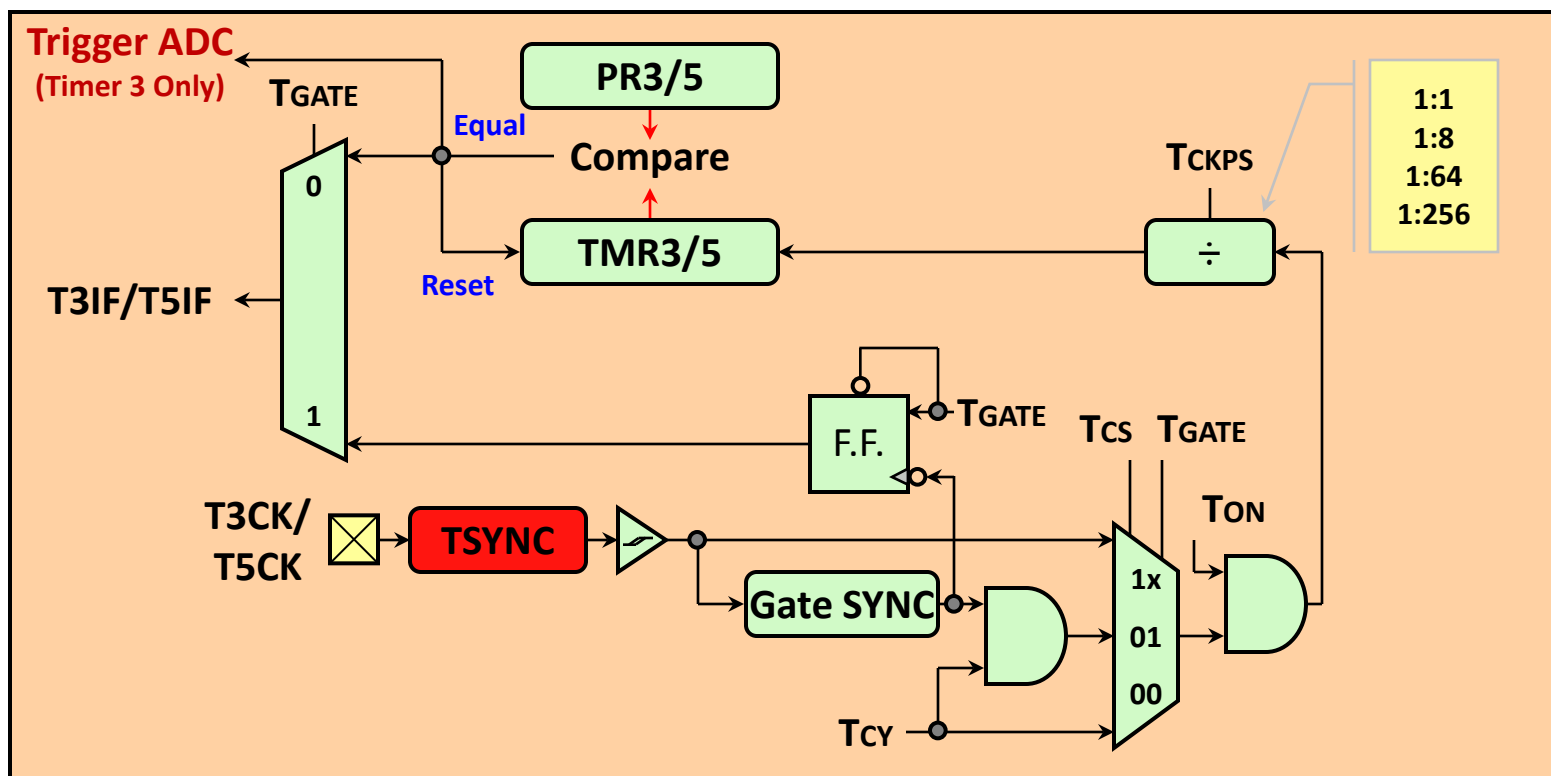 Trigger ADC
(Timer 3 Only)
TGATE
PR3/5
Equal
Compare
TCKPS
1:1
1:8
1:64
1:256
0
TMR3/5
÷
Reset
T3IF/T5IF
1
F.F.
TGATE
TCS
TGATE
T3CK/
T5CK
TSYNC
TON
Gate SYNC
1x
01
00
TCY